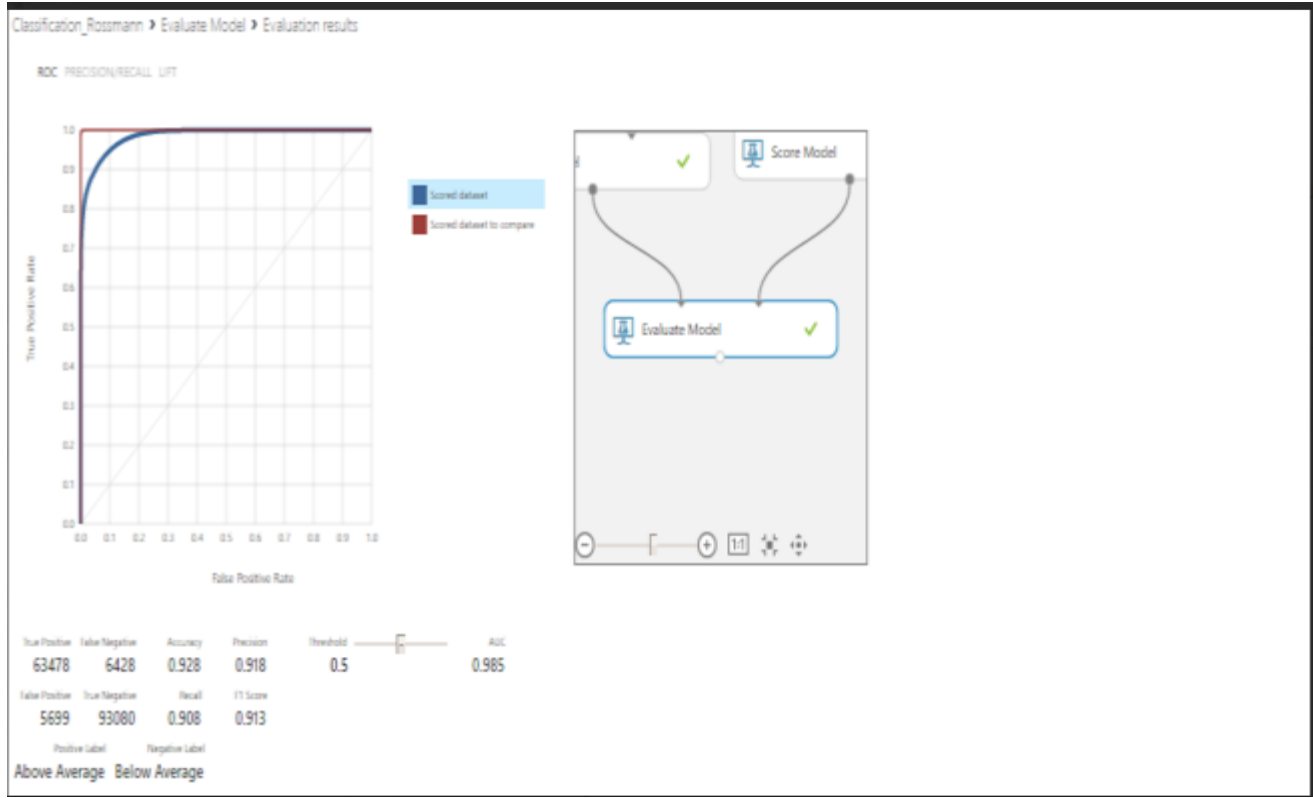 Classification_Rossmann > Evaluate Model > Evaluation results
ROC PRECISION/RECALL LIFT
1.0
0.9
0.8
0.7
0.6
0.5
0.4
0.3
0.2
0.1
0.0
True Positive Rate
0.0 0.1 0.2 0.3 0.4 0.5 0.6 0.7 0.8 0.9 1.0
False Positive Rate
Scored dataset
Scored dataset to compare
Score Model
Evaluate Model
1:1
True Positive False Negative Accuracy Precision Threshold AUC
63478 6428 0.928 0.918 0.5 0.985
False Positive True Negative Recall F1 Score
5699 93080 0.908 0.913
Positive Label Negative Label
Above Average Below Average